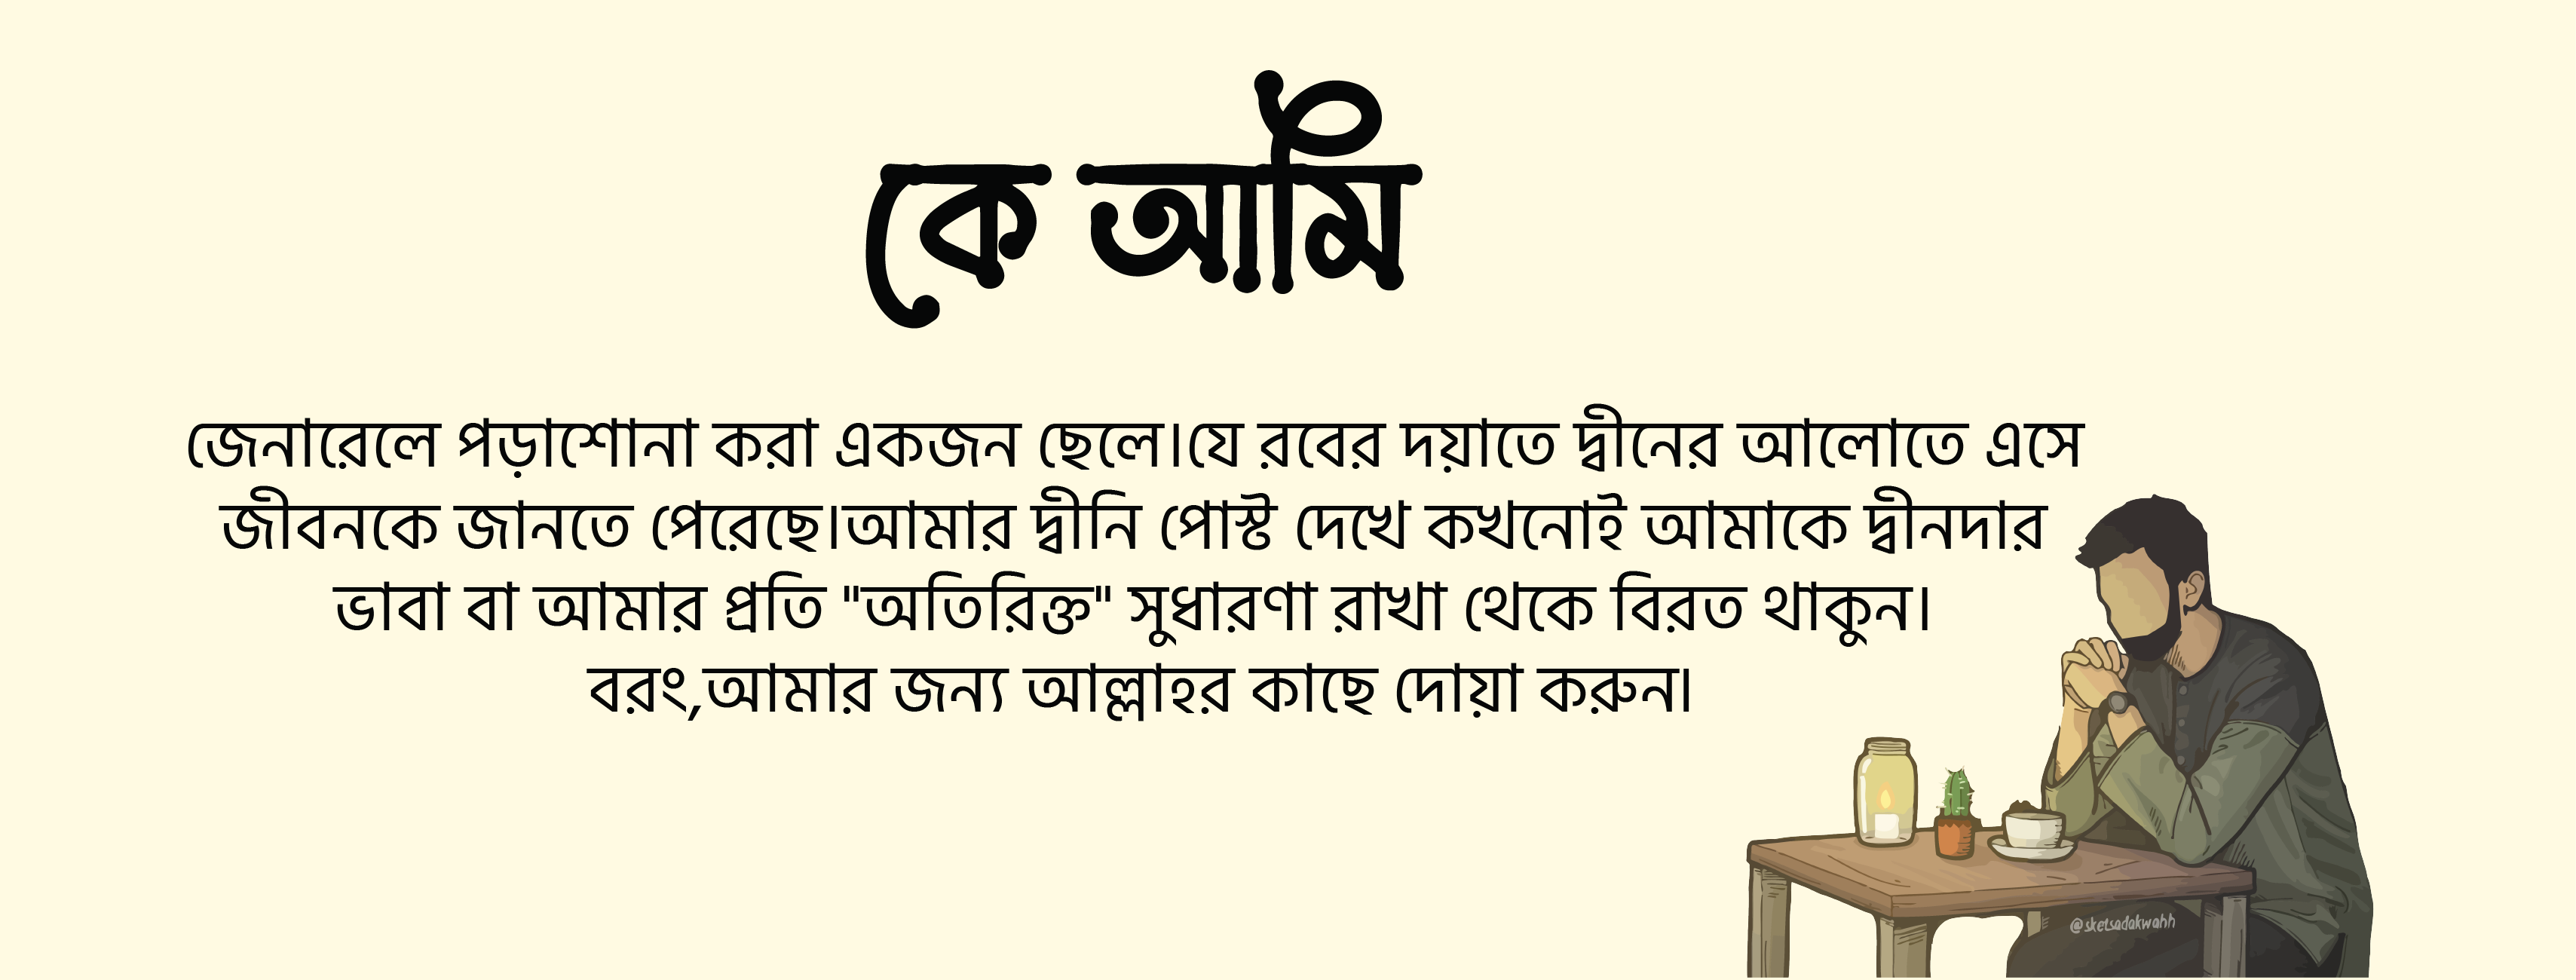 কে আমি
জেনারেলে পড়াশোনা করা একজন ছেলে।যে রবের দয়াতে দ্বীনের আলোতে এসে
জীবনকে জানতে পেরেছে।আমার দ্বীনি পোস্ট দেখে কখনোই আমাকে দ্বীনদার
ভাবা বা আমার প্রতি "অতিরিক্ত" সুধারণা রাখা থেকে বিরত থাকুন।
বরং,আমার জন্য আল্লাহর কাছে দোয়া করুন।
@sketsadakwahh